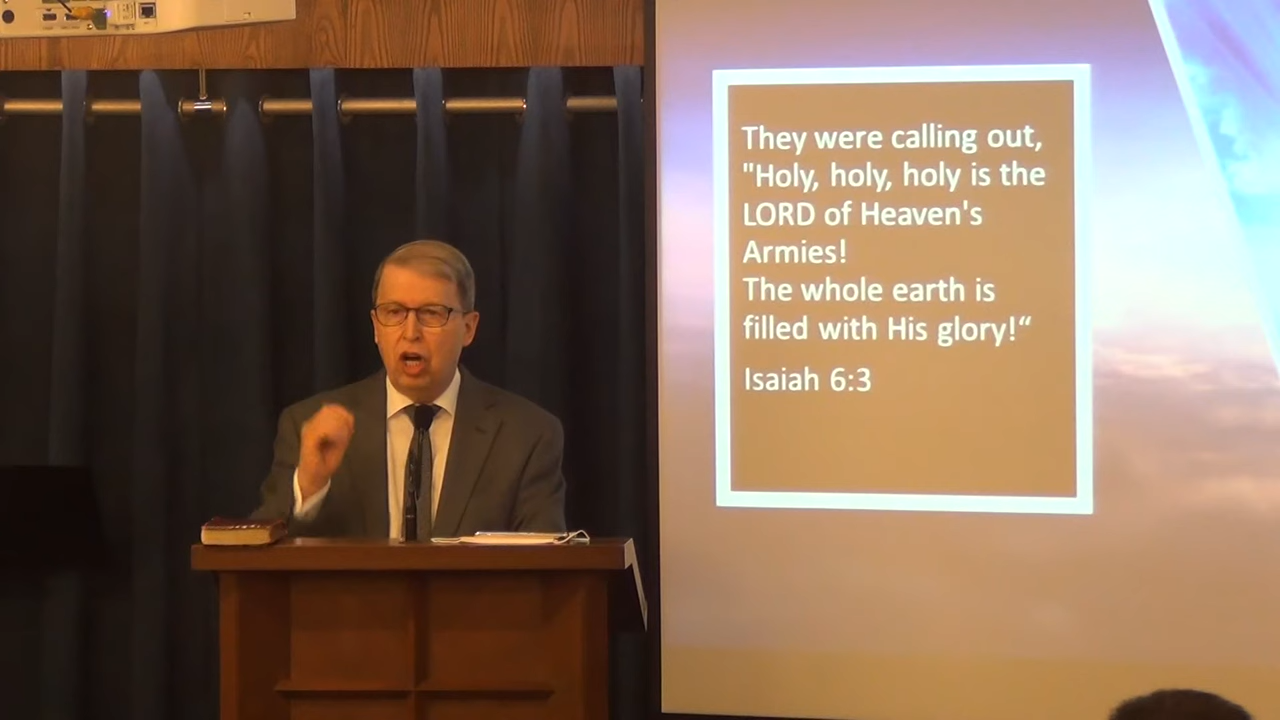 They were calling out,
"Holy, holy, holy is the
LORD of Heaven's
Armies!
The whole earth is
filled with His glory!“
Isaiah 6:3